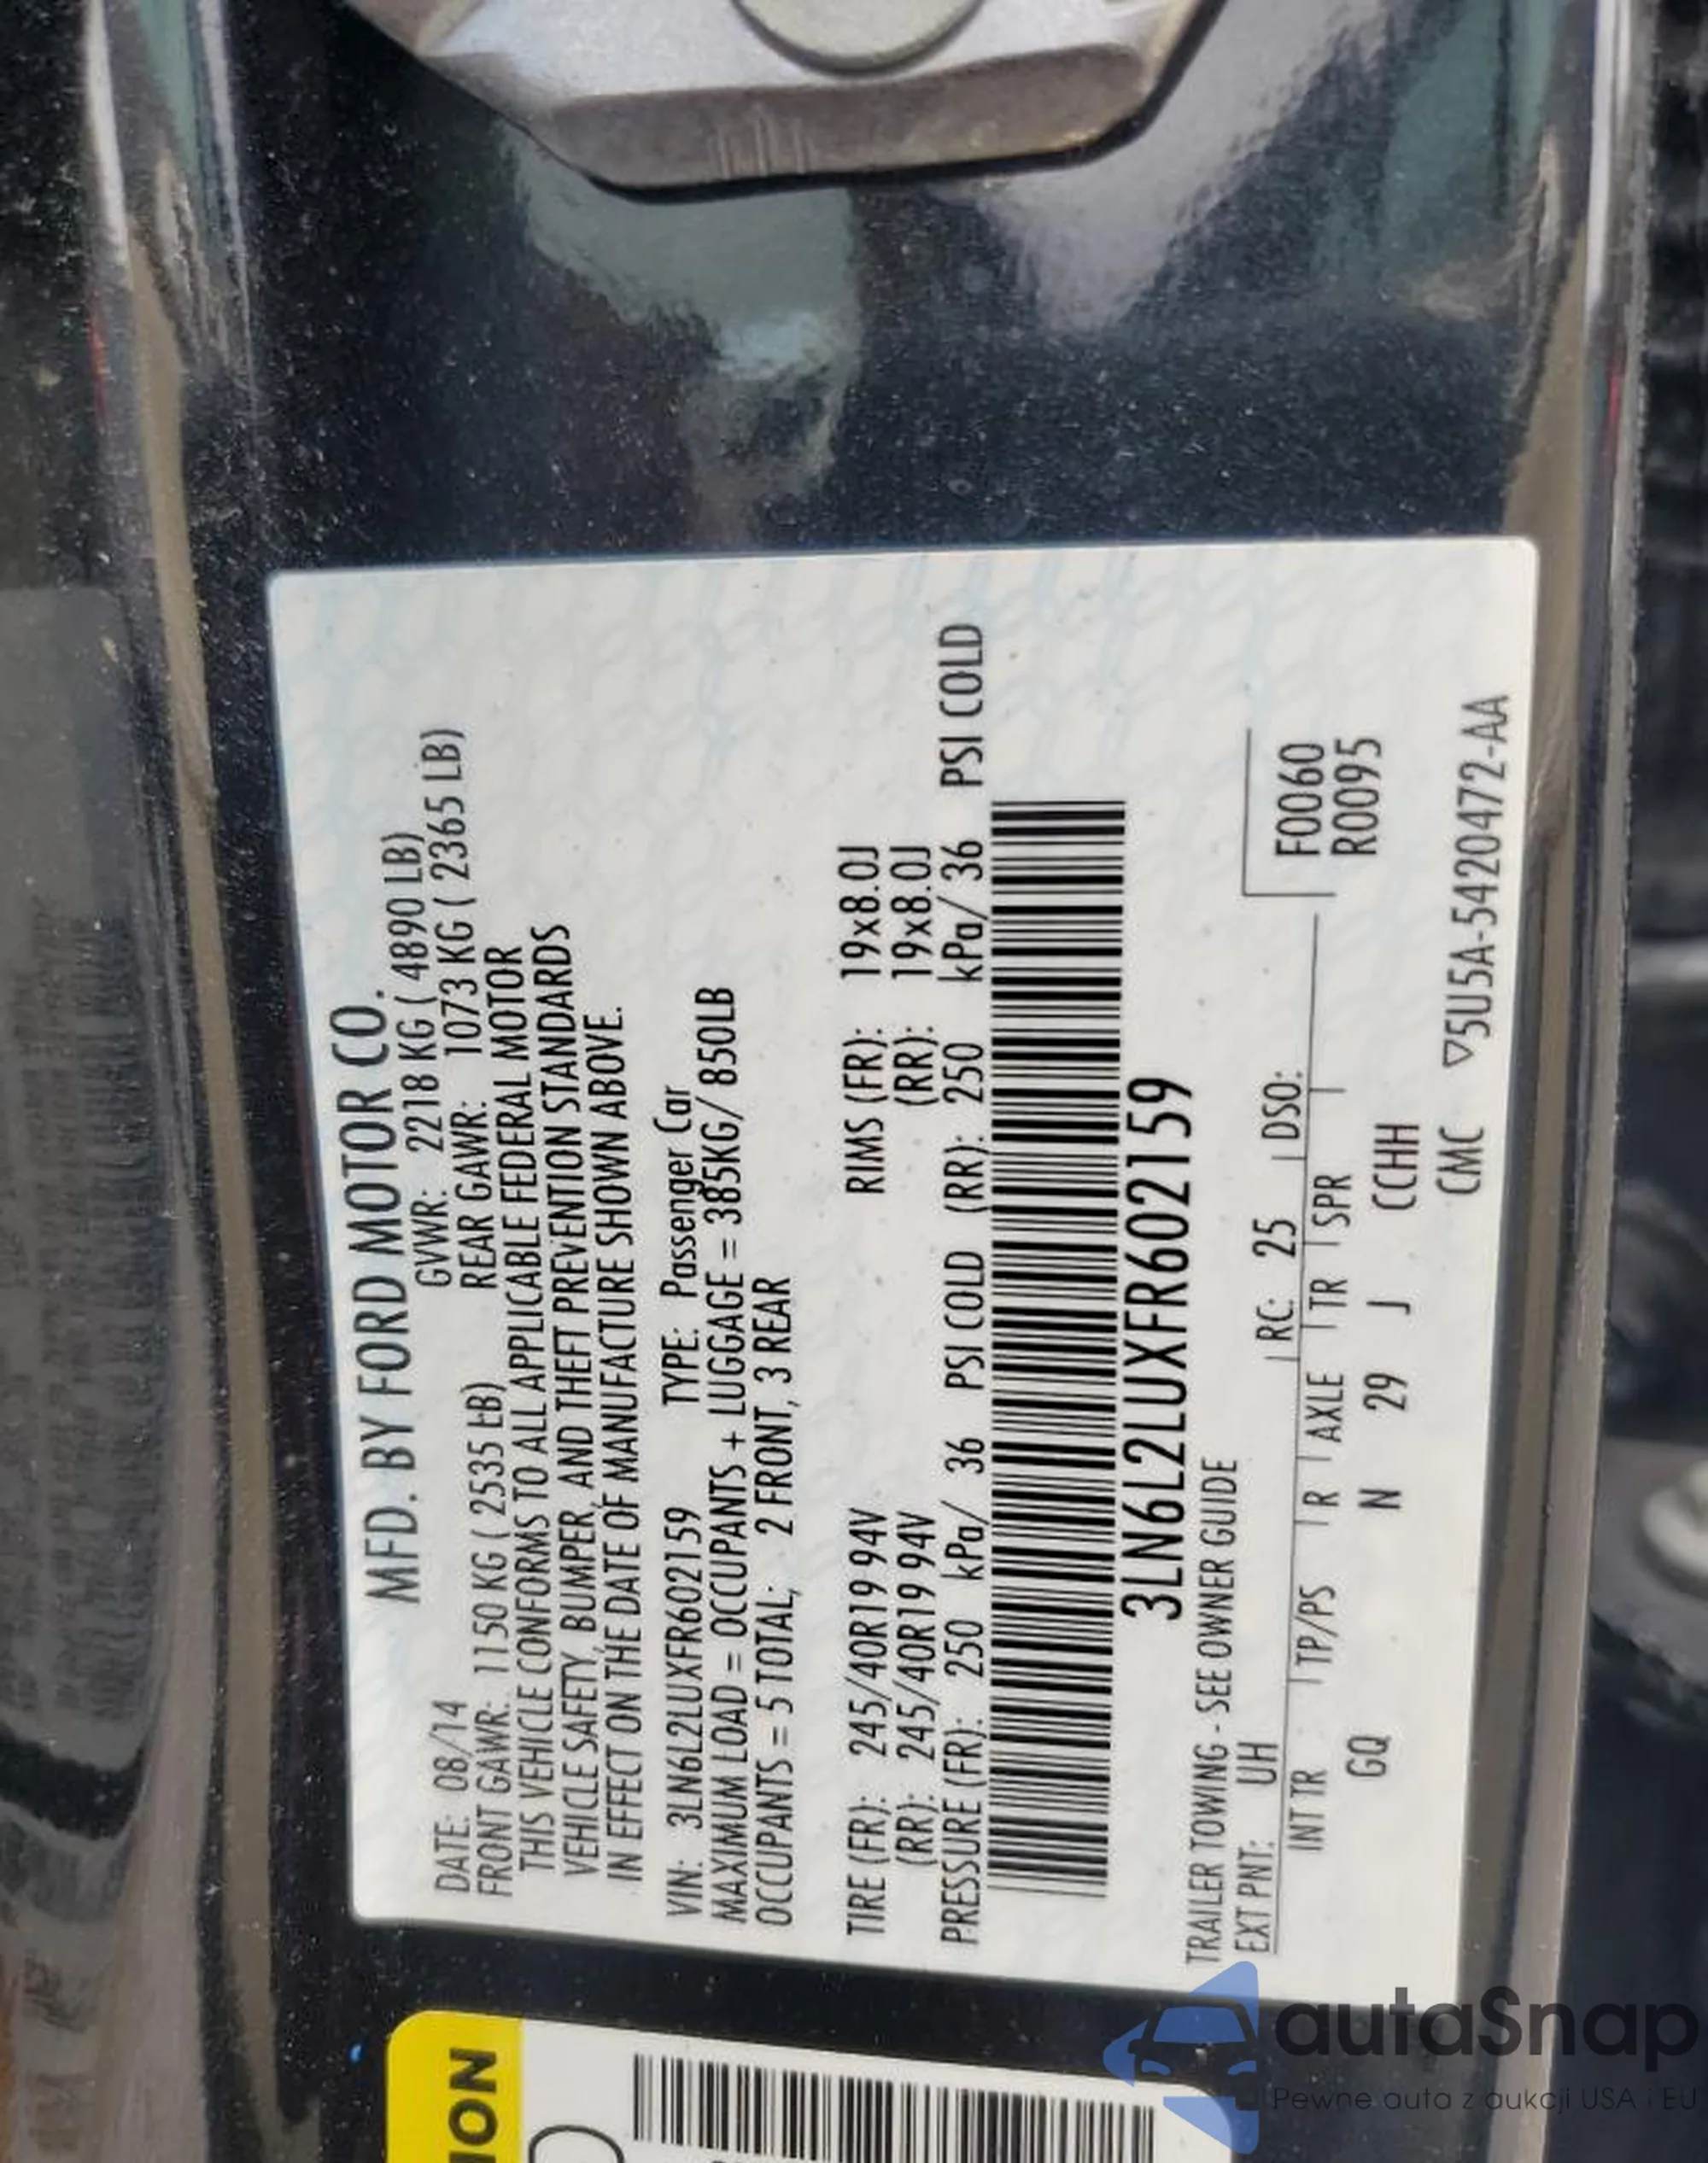 MFD. BY FORD MOTOR CO.
DATE: 08/14 GVWR: 2218 KG ( 4890 LB)
FRONT GAWR: 1150 KG ( 2535 LB) REAR GAWR: 1073 KG ( 2365 LB)
THIS VEHICLE CONFORMS TO ALL APPLICABLE FEDERAL MOTOR
VEHICLE SAFETY, BUMPER, AND THEFT PREVENTION STANDARDS
IN EFFECT ON THE DATE OF MANUFACTURE SHOWN ABOVE.
VIN: 3LN6L2LUXFR602159 TYPE: Passenger Car
MAXIMUM LOAD = OCCUPANTS + LUGGAGE = 385KG/ 850LB
OCCUPANTS = 5 TOTAL; 2 FRONT, 3 REAR
TIRE (FR): 245/40R19 94V RIMS (FR): 19x8.0J
(RR): 245/40R19 94V (RR): 19x8.0J
PRESSURE (FR): 250 kPa/ 36 PSI COLD (RR): 250 kPa/ 36 PSI COLD
3LN6L2LUXFR602159
TRAILER TOWING - SEE OWNER GUIDE
EXT PNT: UH RC: 25 DSO:
F0060
R0095
INT TR TP/PS R AXLE TR SPR
GQ N 29 J CCHH
CMC ▽5U5A-5420472-AA
ION
autaSnap
Pewne auta z aukcji USA i EU